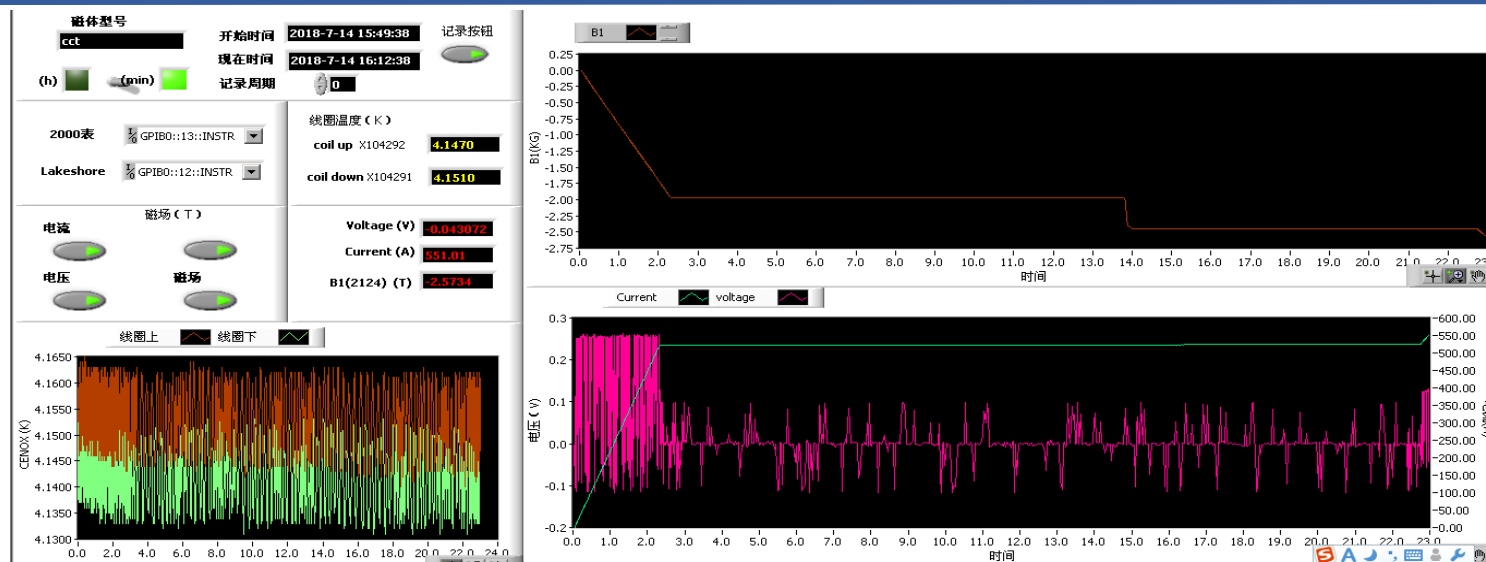 磁体型号
cct
开始时间 2018-7-14 15:49:38
现在时间 2018-7-14 16:12:38
记录周期 0
记录按钮
(h) (min)
2000表 GPIB0::13::INSTR
Lakeshore GPIB0::12::INSTR
线圈温度(K)
coil up X104292 4.1470
coil down X104291 4.1510
磁场(T)
电流
电压 磁场
Voltage (V) -0.043072
Current (A) 551.01
B1(2124) (T) -2.5734
线圈上 线圈下
CENOX (K)
4.1650
4.1600
4.1550
4.1500
4.1450
4.1400
4.1350
4.1300
0.0 2.0 4.0 6.0 8.0 10.0 12.0 14.0 16.0 18.0 20.0 22.0 24.0
B1
B1(KG)
0.25
0.00
-0.25
-0.50
-0.75
-1.00
-1.25
-1.50
-1.75
-2.00
-2.25
-2.50
-2.75
0.0 1.0 2.0 3.0 4.0 5.0 6.0 7.0 8.0 9.0 10.0 11.0 12.0 13.0 14.0 15.0 16.0 17.0 18.0 19.0 20.0 21.0 22.0 23
时间
Current voltage
电压(V)
0.3
0.2
0.1
0.0
-0.1
-0.2
-600.00
-550.00
-500.00
-450.00
-400.00
-350.00
-300.00
-250.00
-200.00
-150.00
-100.00
-50.00
-0.00
0.0 1.0 2.0 3.0 4.0 5.0 6.0 7.0 8.0 9.0 10.0 11.0 12.0 13.0 14.0 15.0 16.0 17.0 18.0 19.0 20.0 21.0 22.0 23.0
时间